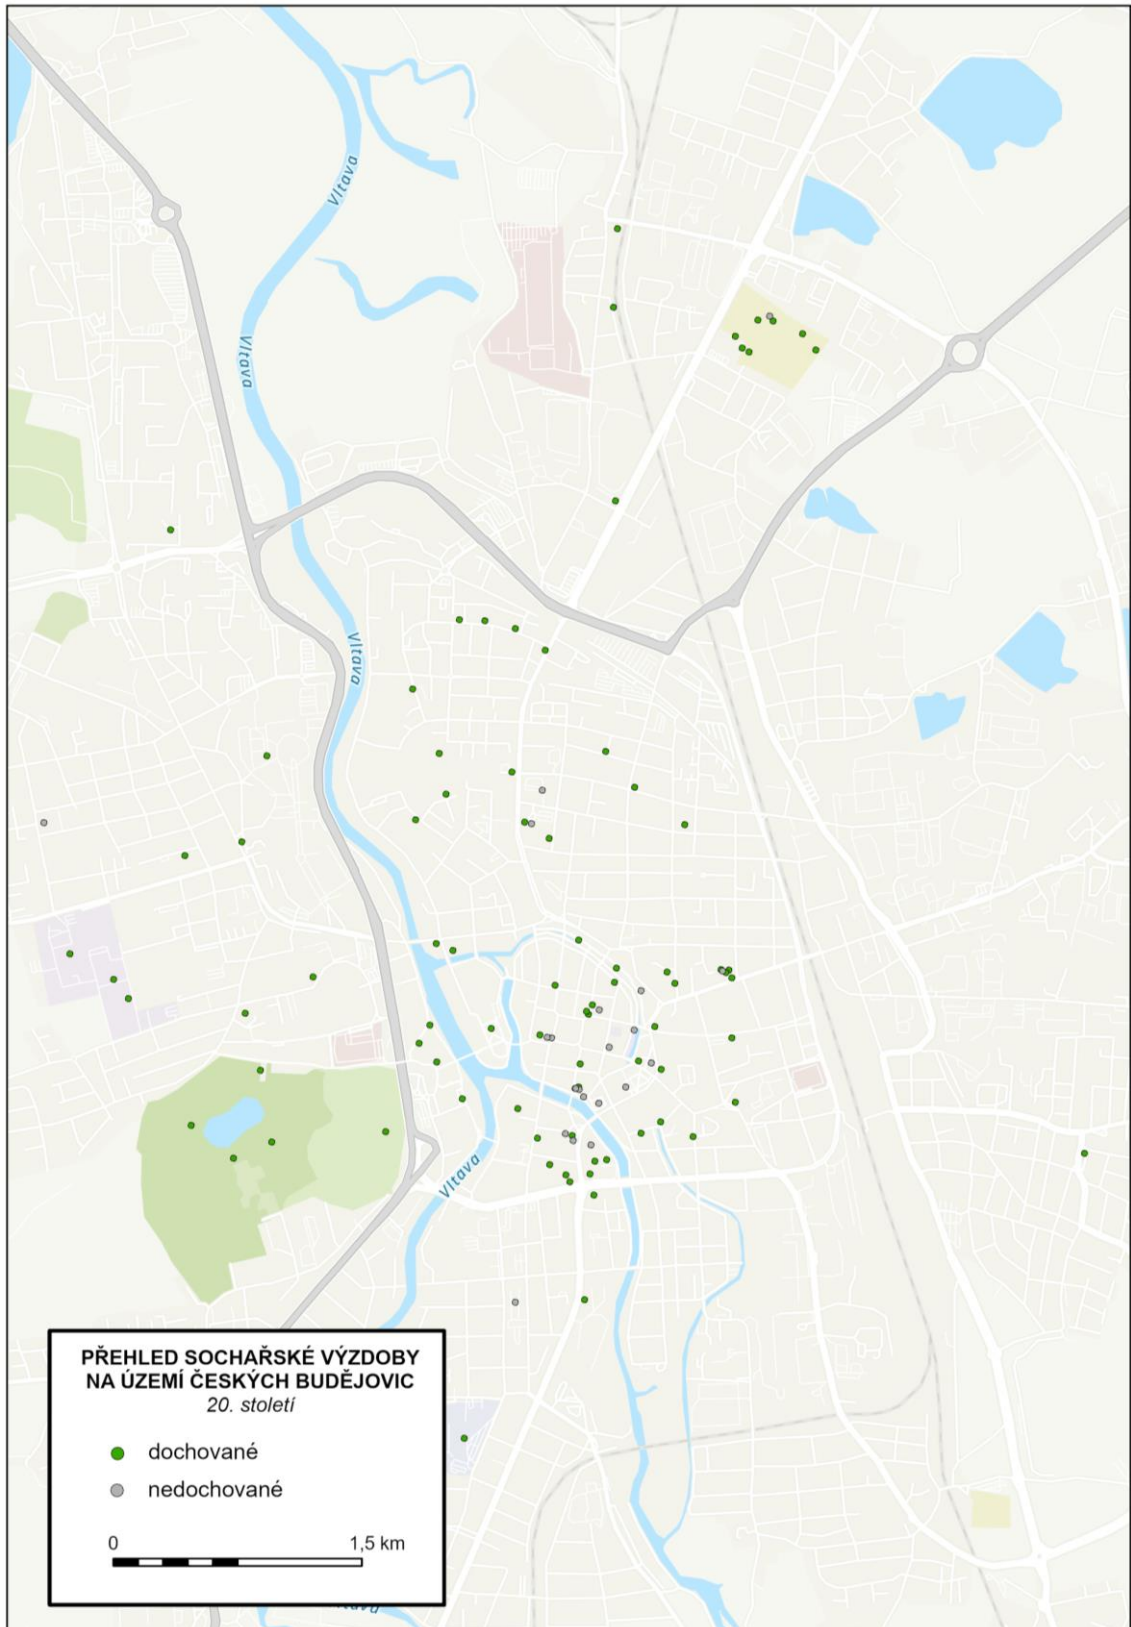 Vltava
Vltava
Vltava
Vltava
PŘEHLED SOCHAŘSKÉ VÝZDOBY
NA ÚZEMÍ ČESKÝCH BUDĚJOVIC
20. století
dochované
nedochované
0 1,5 km